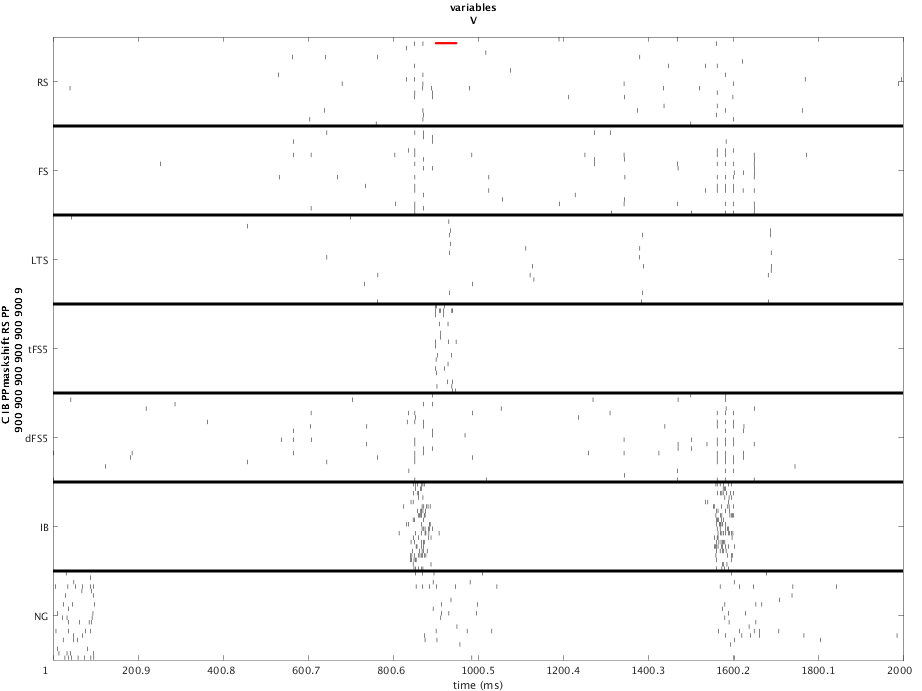 variables
V
C IB PPmaskshift RS PP
900 900 900 900 900 900 9
RS
FS
LTS
tFS5
dFS5
IB
NG
1 200.9 400.8 600.7 800.6 1000.5 1200.4 1400.3 1600.2 1800.1 2000
time (ms)